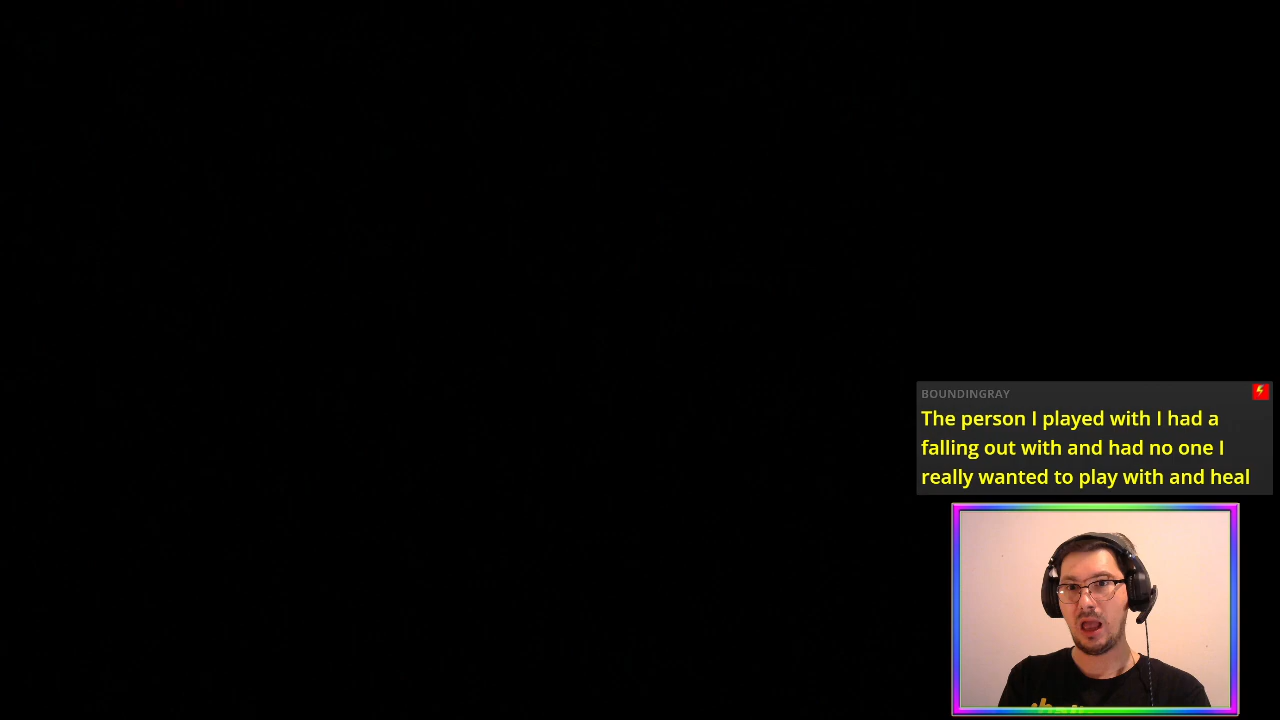 BOUNDINGRAY
The person I played with I had a
falling out with and had no one I
really wanted to play with and heal